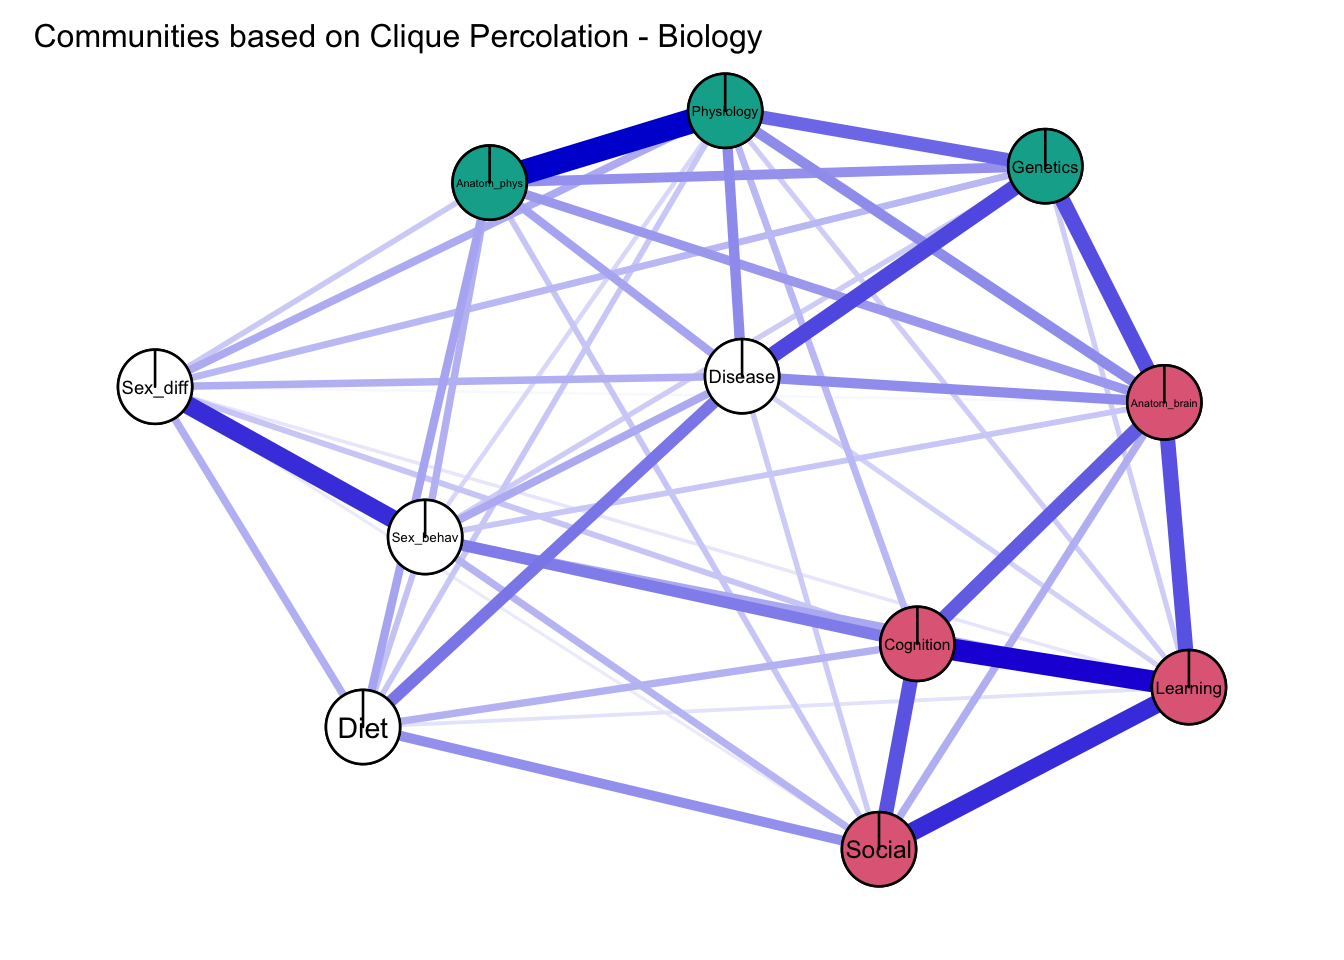 Communities based on Clique Percolation - Biology
Physiology
Genetics
Anatom_phys
Disease
Sex_diff
Anatom_brain
Sex_behav
Cognition
Learning
Diet
Social